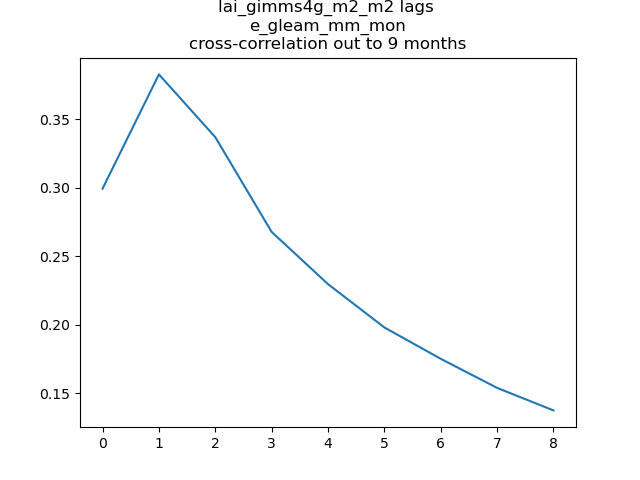 lai_gimms4g_m2_m2 lags
e_gleam_mm_mon
cross-correlation out to 9 months
0.35
0.30
0.25
0.20
0.15
0 1 2 3 4 5 6 7 8